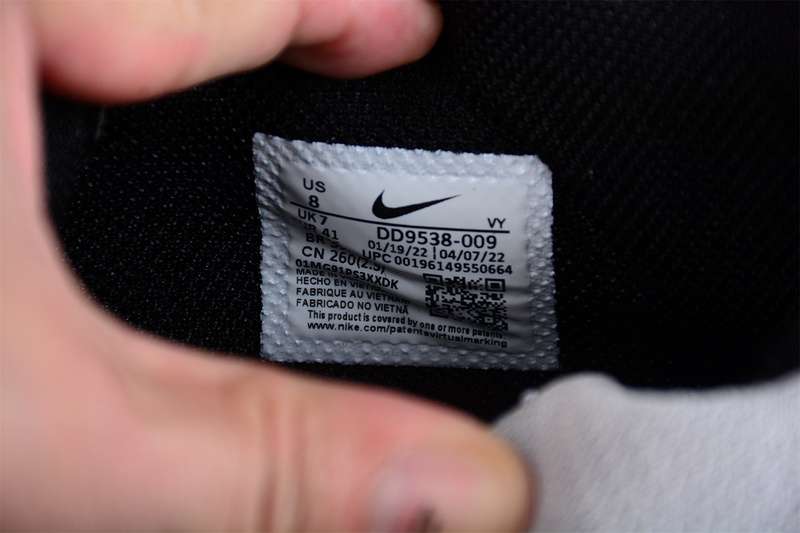 US
8
UK 7
41
VY
DD9538-009
01/19/22 | 04/07/22
CN 260(2.5)
UPC 00196149550664
HECHO EN VIETNAM
FABRIQUE AU VIETNAM
FABRICADO NO VIETNÃ
This product is covered by one or more patents
www.nike.com/patentsvirtualmarking